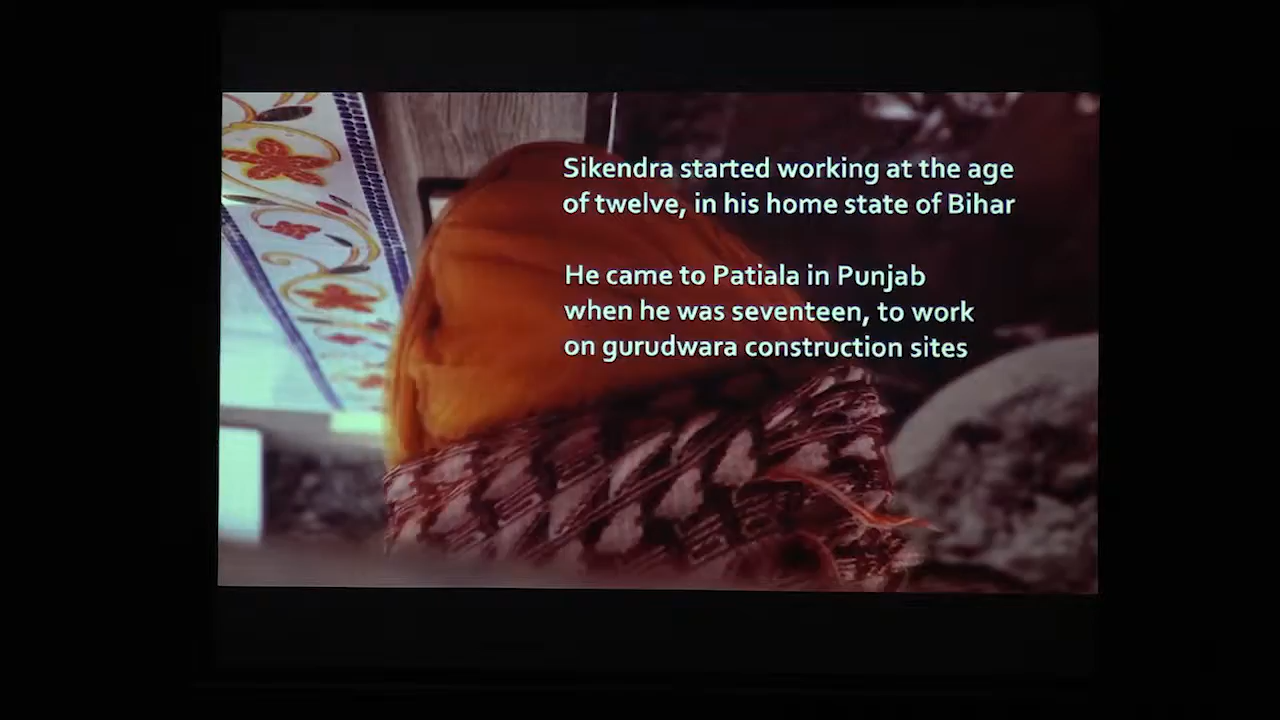 Sikendra started working at the age
of twelve, in his home state of Bihar
He came to Patiala in Punjab
when he was seventeen, to work
on gurudwara construction sites